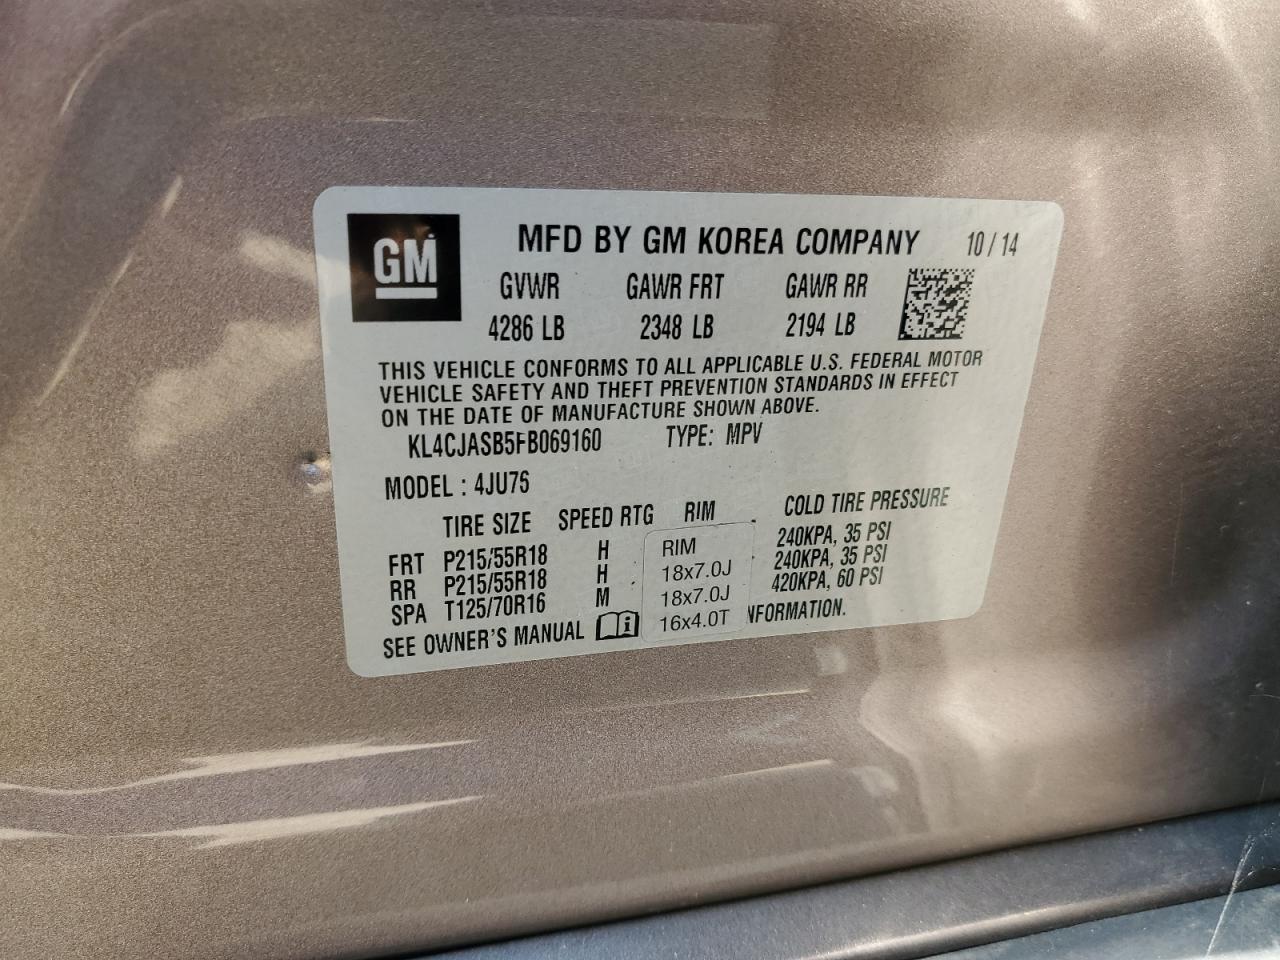 GM
MFD BY GM KOREA COMPANY 10 / 14
GVWR GAWR FRT GAWR RR
4286 LB 2348 LB 2194 LB
THIS VEHICLE CONFORMS TO ALL APPLICABLE U.S. FEDERAL MOTOR
VEHICLE SAFETY AND THEFT PREVENTION STANDARDS IN EFFECT
ON THE DATE OF MANUFACTURE SHOWN ABOVE.
KL4CJASB5FB069160 TYPE: MPV
MODEL : 4JU76
TIRE SIZE SPEED RTG RIM COLD TIRE PRESSURE
RIM
FRT P215/55R18 H 18x7.0J 240KPA, 35 PSI
RR P215/55R18 H 18x7.0J 240KPA, 35 PSI
SPA T125/70R16 M 16x4.0T 420KPA, 60 PSI
SEE OWNER'S MANUAL NFORMATION.